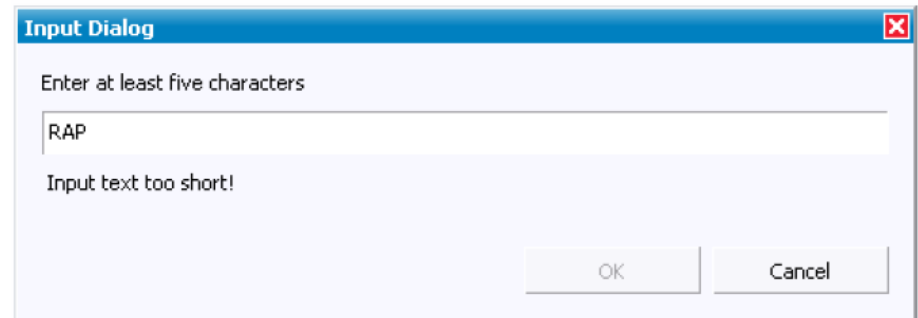 Input Dialog
Enter at least five characters
RAP
Input text too short!
OK Cancel